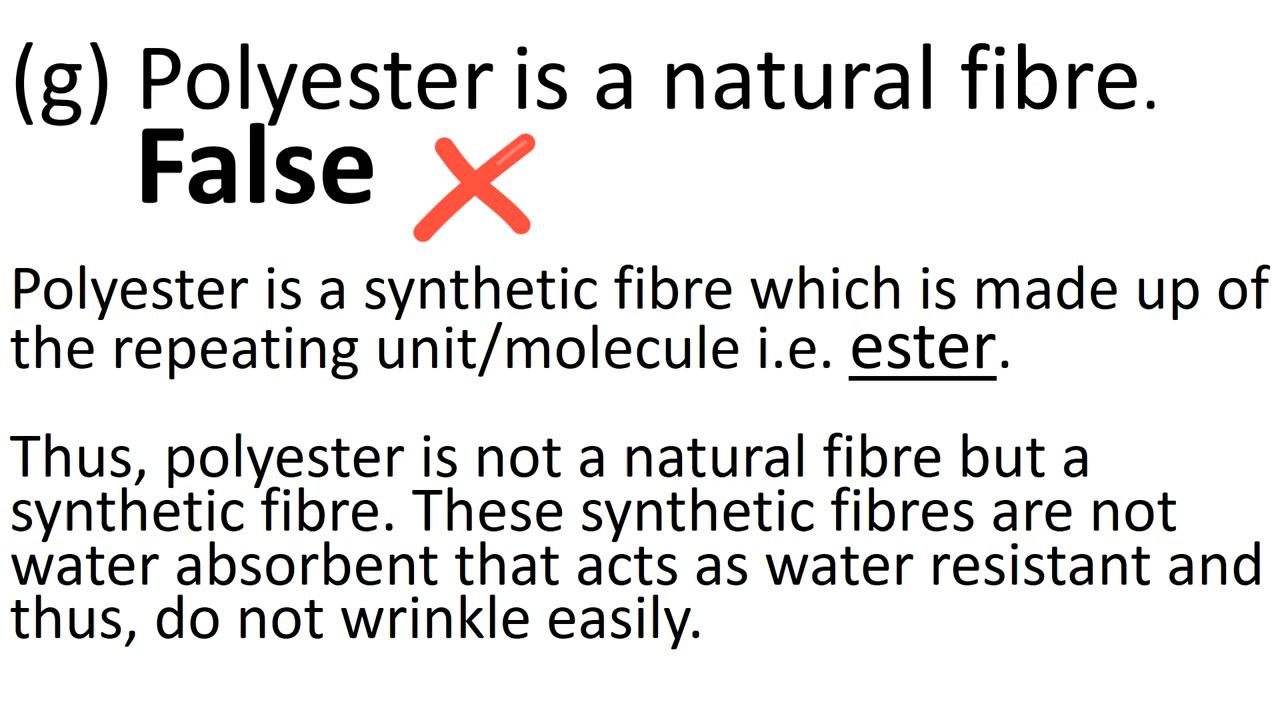 (g) Polyester is a natural fibre.
False
Polyester is a synthetic fibre which is made up of
the repeating unit/molecule i.e. ester.
Thus, polyester is not a natural fibre but a
synthetic fibre. These synthetic fibres are not
water absorbent that acts as water resistant and
thus, do not wrinkle easily.